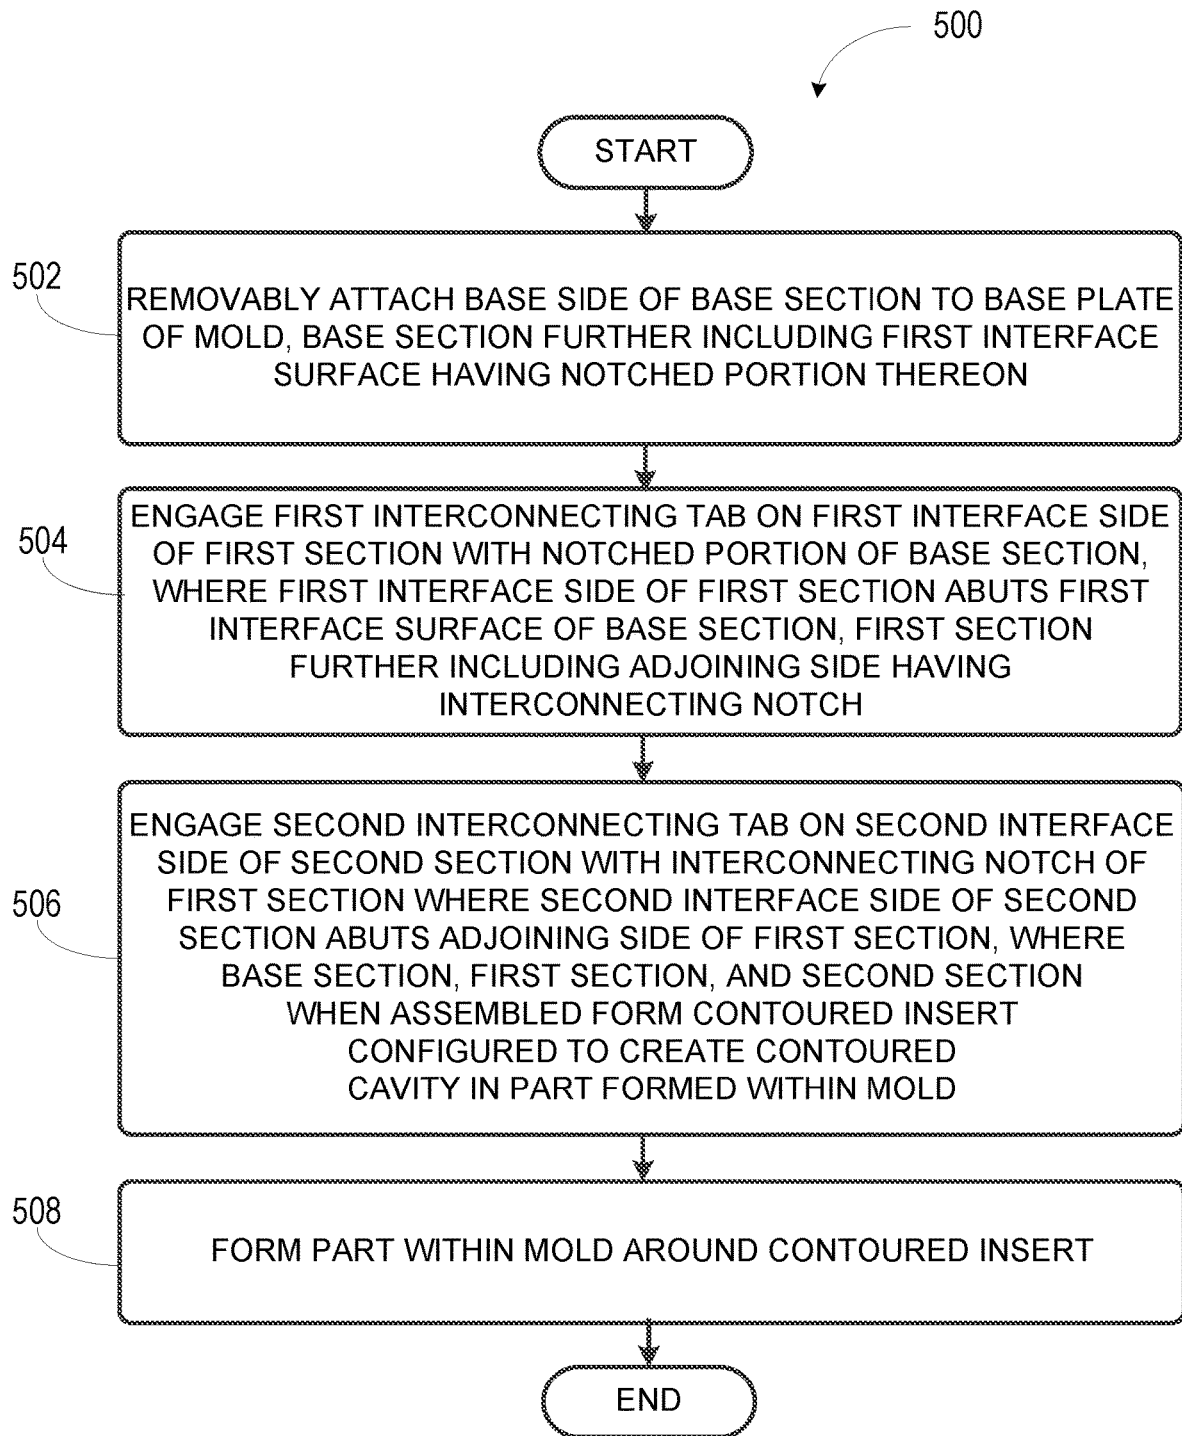 500
START
502
REMOVABLY ATTACH BASE SIDE OF BASE SECTION TO BASE PLATE
OF MOLD, BASE SECTION FURTHER INCLUDING FIRST INTERFACE
SURFACE HAVING NOTCHED PORTION THEREON
504
ENGAGE FIRST INTERCONNECTING TAB ON FIRST INTERFACE SIDE
OF FIRST SECTION WITH NOTCHED PORTION OF BASE SECTION,
WHERE FIRST INTERFACE SIDE OF FIRST SECTION ABUTS FIRST
INTERFACE SURFACE OF BASE SECTION, FIRST SECTION
FURTHER INCLUDING ADJOINING SIDE HAVING
INTERCONNECTING NOTCH
506
ENGAGE SECOND INTERCONNECTING TAB ON SECOND INTERFACE
SIDE OF SECOND SECTION WITH INTERCONNECTING NOTCH OF
FIRST SECTION WHERE SECOND INTERFACE SIDE OF SECOND
SECTION ABUTS ADJOINING SIDE OF FIRST SECTION, WHERE
BASE SECTION, FIRST SECTION, AND SECOND SECTION
WHEN ASSEMBLED FORM CONTOURED INSERT
CONFIGURED TO CREATE CONTOURED
CAVITY IN PART FORMED WITHIN MOLD
508
FORM PART WITHIN MOLD AROUND CONTOURED INSERT
END